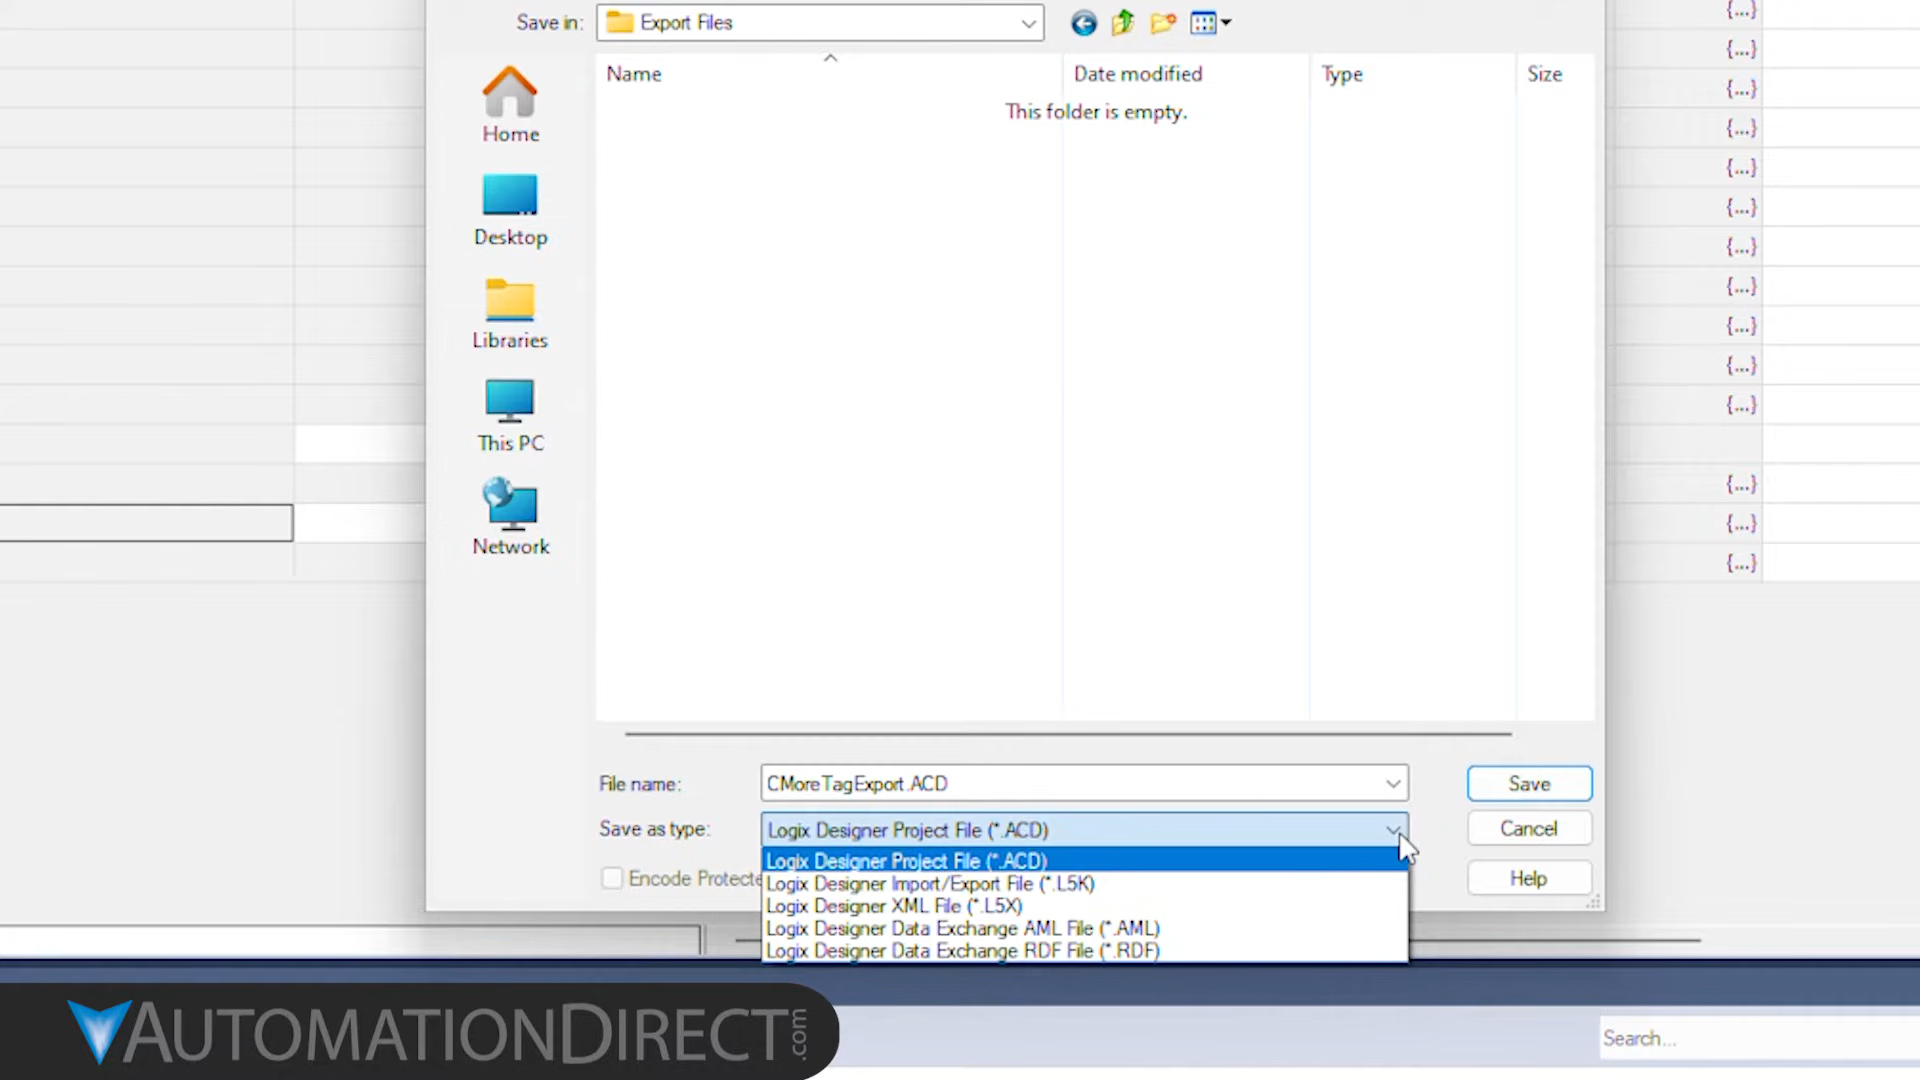 Save in: Export Files
Name Date modified Type Size
This folder is empty.
Home
Desktop
Libraries
This PC
Network
{...}
{...}
{...}
{...}
{...}
{...}
{...}
{...}
{...}
{...}
{...}
{...}
{...}
{...}
File name: CMoreTagExport.ACD Save
Save as type: Logix Designer Project File (*.ACD) Cancel
Logix Designer Project File (*.ACD)
Encode Protecte Help
Logix Designer Import/Export File (*.L5K)
Logix Designer XML File (*.L5X)
Logix Designer Data Exchange AML File (*.AML)
Logix Designer Data Exchange RDF File (*.RDF)
AUTOMATIONDIRECT.com
Search...